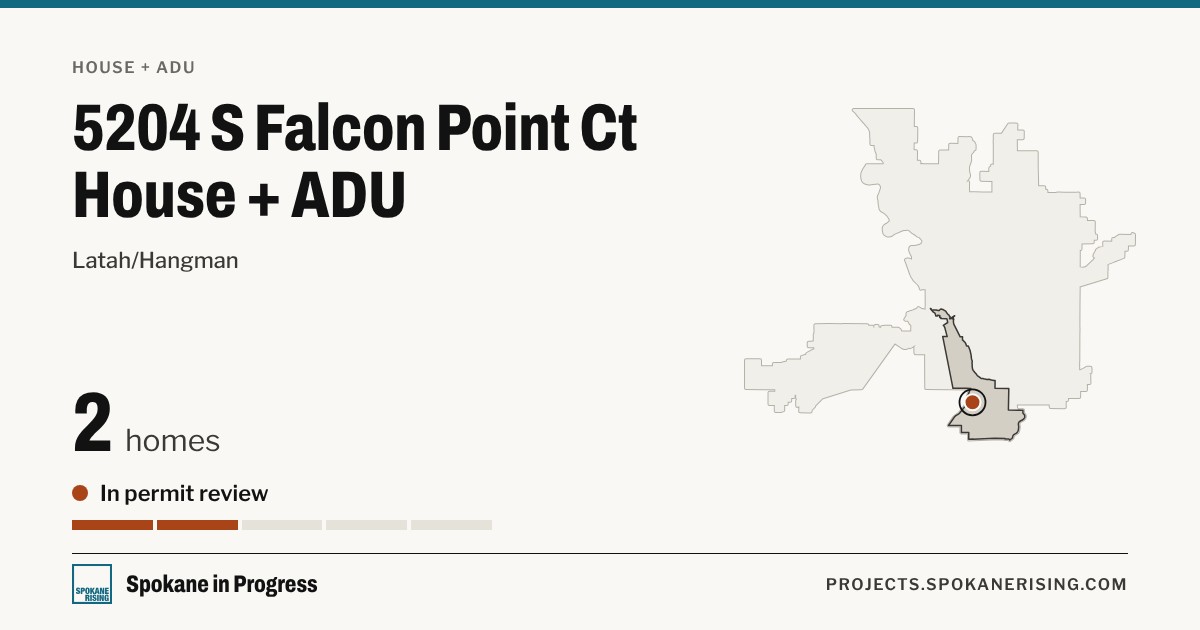 HOUSE + ADU
5204 S Falcon Point Ct
House + ADU
Latah/Hangman
2 homes
In permit review
SPOKANE
RISING
Spokane in Progress
PROJECTS.SPOKANERISING.COM